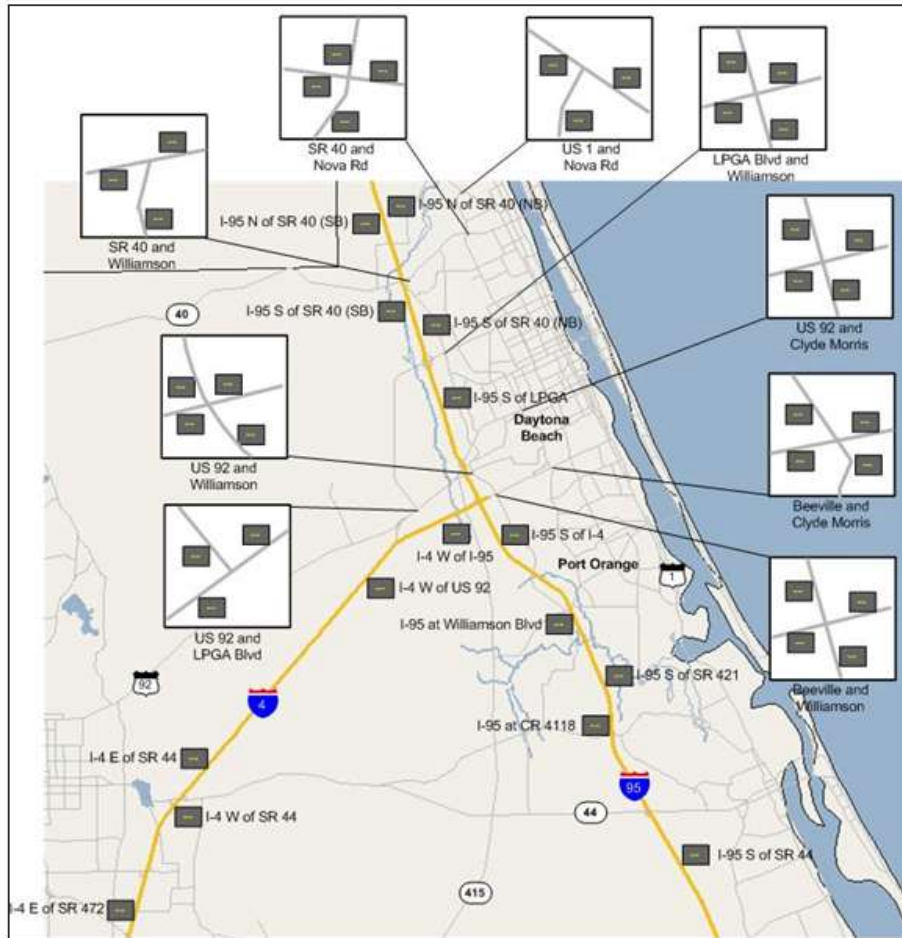 SR 40 and
Nova Rd
US 1 and
Nova Rd
LPGA Blvd and
Williamson
SR 40 and
Williamson
I-95 N of SR 40 (NB)
I-95 N of SR 40 (SB)
40
I-95 S of SR 40 (SB)
I-95 S of SR 40 (NB)
US 92 and
Clyde Morris
I-95 S of LPGA
Daytona
Beach
US 92 and
Williamson
Beeville and
Clyde Morris
I-4 W of I-95
I-95 S of I-4
Port Orange
1
I-4 W of US 92
US 92 and
LPGA Blvd
I-95 at Williamson Blvd
92
I-95 S of SR 421
Beeville and
Williamson
4
I-95 at CR 4118
I-4 E of SR 44
95
44
I-4 W of SR 44
I-95 S of SR 44
415
I-4 E of SR 472